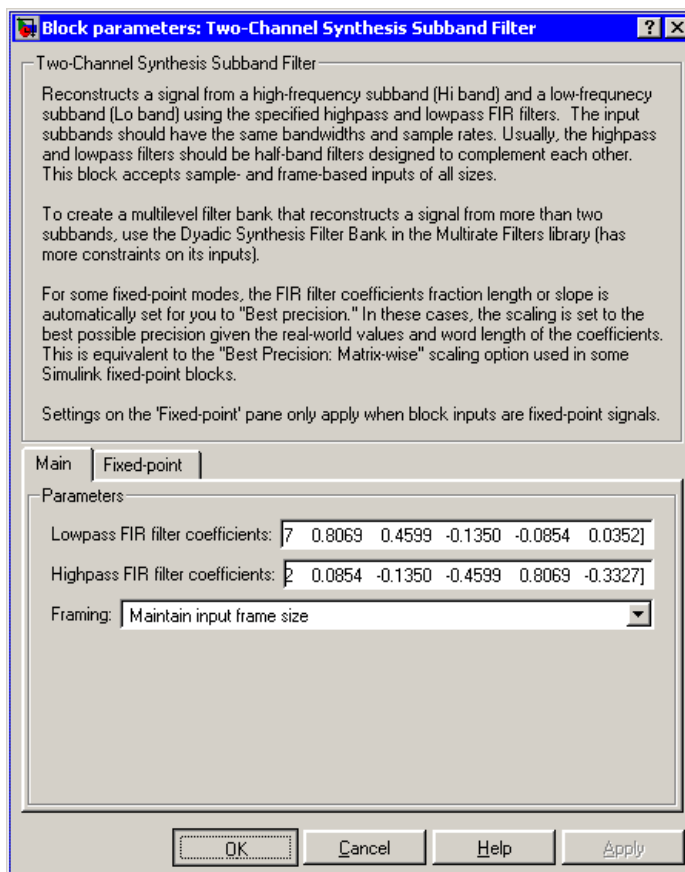 Block parameters: Two-Channel Synthesis Subband Filter
Two-Channel Synthesis Subband Filter
Reconstructs a signal from a high-frequency subband (Hi band) and a low-frequnecy
subband (Lo band) using the specified highpass and lowpass FIR filters.  The input
subbands should have the same bandwidths and sample rates. Usually, the highpass
and lowpass filters should be half-band filters designed to complement each other.
This block accepts sample- and frame-based inputs of all sizes.
To create a multilevel filter bank that reconstructs a signal from more than two
subbands, use the Dyadic Synthesis Filter Bank in the Multirate Filters library (has
more constraints on its inputs).
For some fixed-point modes, the FIR filter coefficients fraction length or slope is
automatically set for you to "Best precision." In these cases, the scaling is set to the
best possible precision given the real-world values and word length of the coefficients.
This is equivalent to the "Best Precision: Matrix-wise" scaling option used in some
Simulink fixed-point blocks.
Settings on the 'Fixed-point' pane only apply when block inputs are fixed-point signals.
Main Fixed-point
Parameters
Lowpass FIR filter coefficients: 7 0.8069 0.4599 -0.1350 -0.0854 0.0352]
Highpass FIR filter coefficients: 2 0.0854 -0.1350 -0.4599 0.8069 -0.3327]
Framing: Maintain input frame size
OK Cancel Help Apply